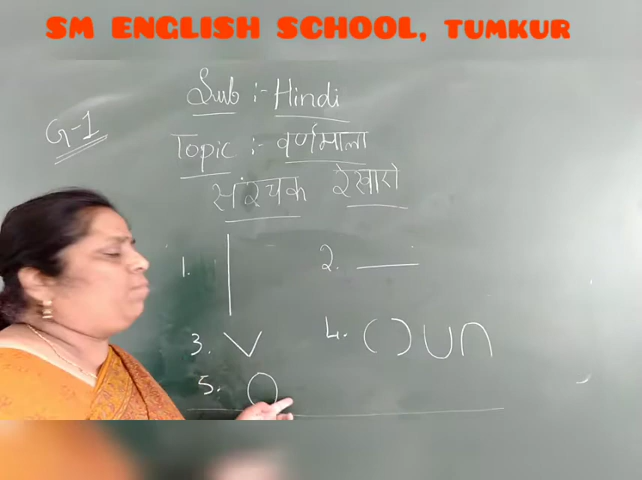 SM ENGLISH SCHOOL, TUMKUR
Sub :- Hindi
G-1
Topic :- वर्णमाला
संरचक रेखाएे
1. | 2. —
3. V 4. ( ) U ∩
5. O